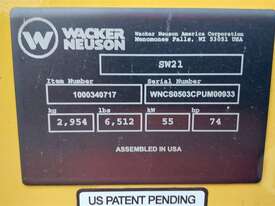 WACKER
NEUSON
Wacker Neuson America Corporation
Menomonee Falls, WI 53051 USA
SW21
Item Number Serial Number
1000340717 WNCS0503CPUM00933
kg lbs kW hp
2,954 6,512 55 74
ASSEMBLED IN USA
US PATENT PENDING